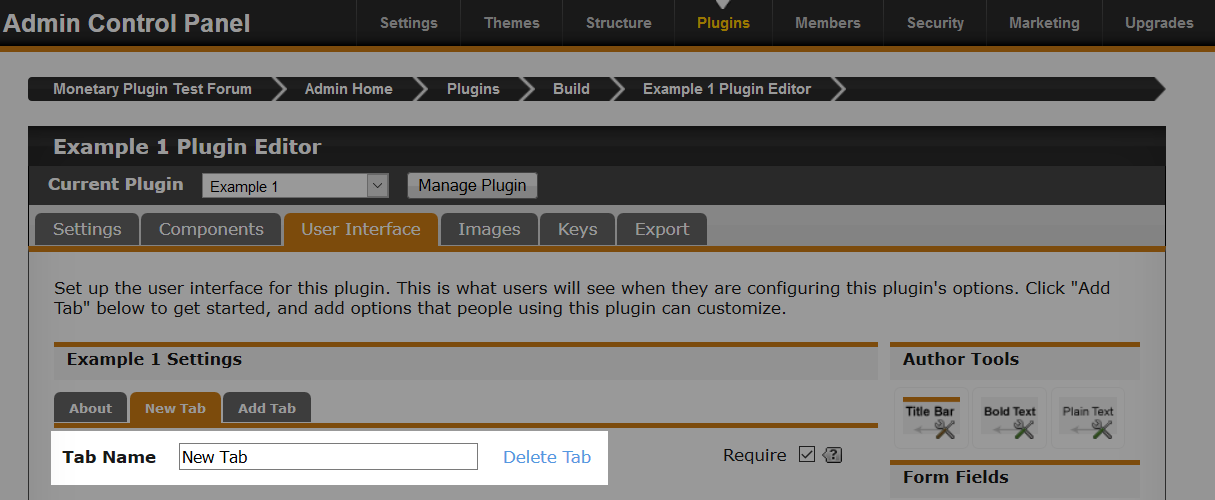 Admin Control Panel
Settings
Themes
Structure
Plugins
Members
Security
Marketing
Upgrades
Monetary Plugin Test Forum
Admin Home
Plugins
Build
Example 1 Plugin Editor
Example 1 Plugin Editor
Current Plugin
Example 1
Manage Plugin
Settings
Components
User Interface
Images
Keys
Export
Set up the user interface for this plugin. This is what users will see when they are configuring this plugin's options. Click "Add
Tab" below to get started, and add options that people using this plugin can customize.
Example 1 Settings
Author Tools
About
New Tab
Add Tab
Title Bar
Bold Text
Plain Text
Tab Name
New Tab
Delete Tab
Require
?
Form Fields